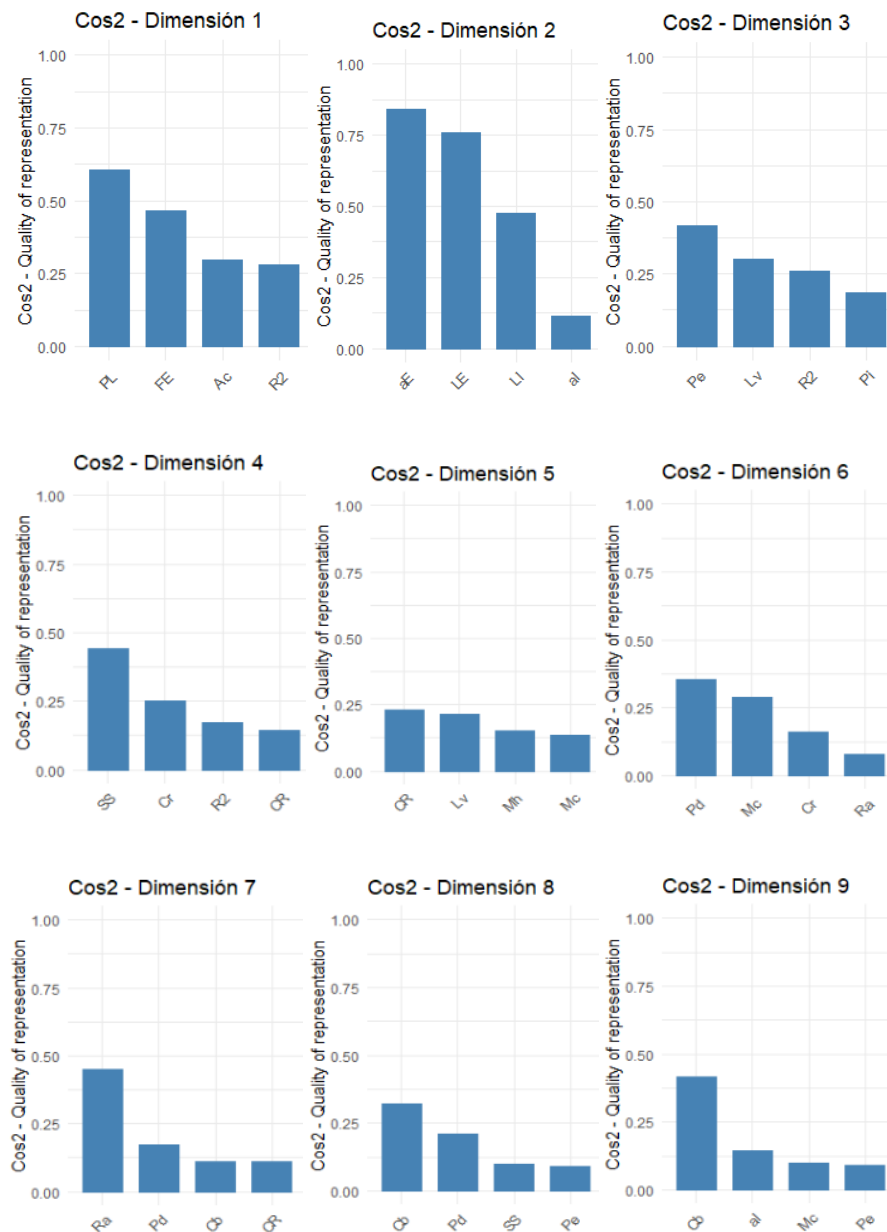 Cos2 - Dimensión 1
Cos2 - Quality of representation
1.00
0.75
0.50
0.25
0.00
PL
FE
Ac
R2
Cos2 - Dimensión 2
Cos2 - Quality of representation
1.00
0.75
0.50
0.25
0.00
aE
LE
LI
aI
Cos2 - Dimensión 3
Cos2 - Quality of representation
1.00
0.75
0.50
0.25
0.00
Pe
Lv
R2
PI
Cos2 - Dimensión 4
Cos2 - Quality of representation
1.00
0.75
0.50
0.25
0.00
SS
Cr
R2
OR
Cos2 - Dimensión 5
Cos2 - Quality of representation
1.00
0.75
0.50
0.25
0.00
OR
Lv
Mh
Mc
Cos2 - Dimensión 6
Cos2 - Quality of representation
1.00
0.75
0.50
0.25
0.00
Pd
Mc
Cr
Ra
Cos2 - Dimensión 7
Cos2 - Quality of representation
1.00
0.75
0.50
0.25
0.00
Ra
Pd
Ob
OR
Cos2 - Dimensión 8
Cos2 - Quality of representation
1.00
0.75
0.50
0.25
0.00
Ob
Pd
SS
Pe
Cos2 - Dimensión 9
Cos2 - Quality of representation
1.00
0.75
0.50
0.25
0.00
Ob
aI
Mc
Pe